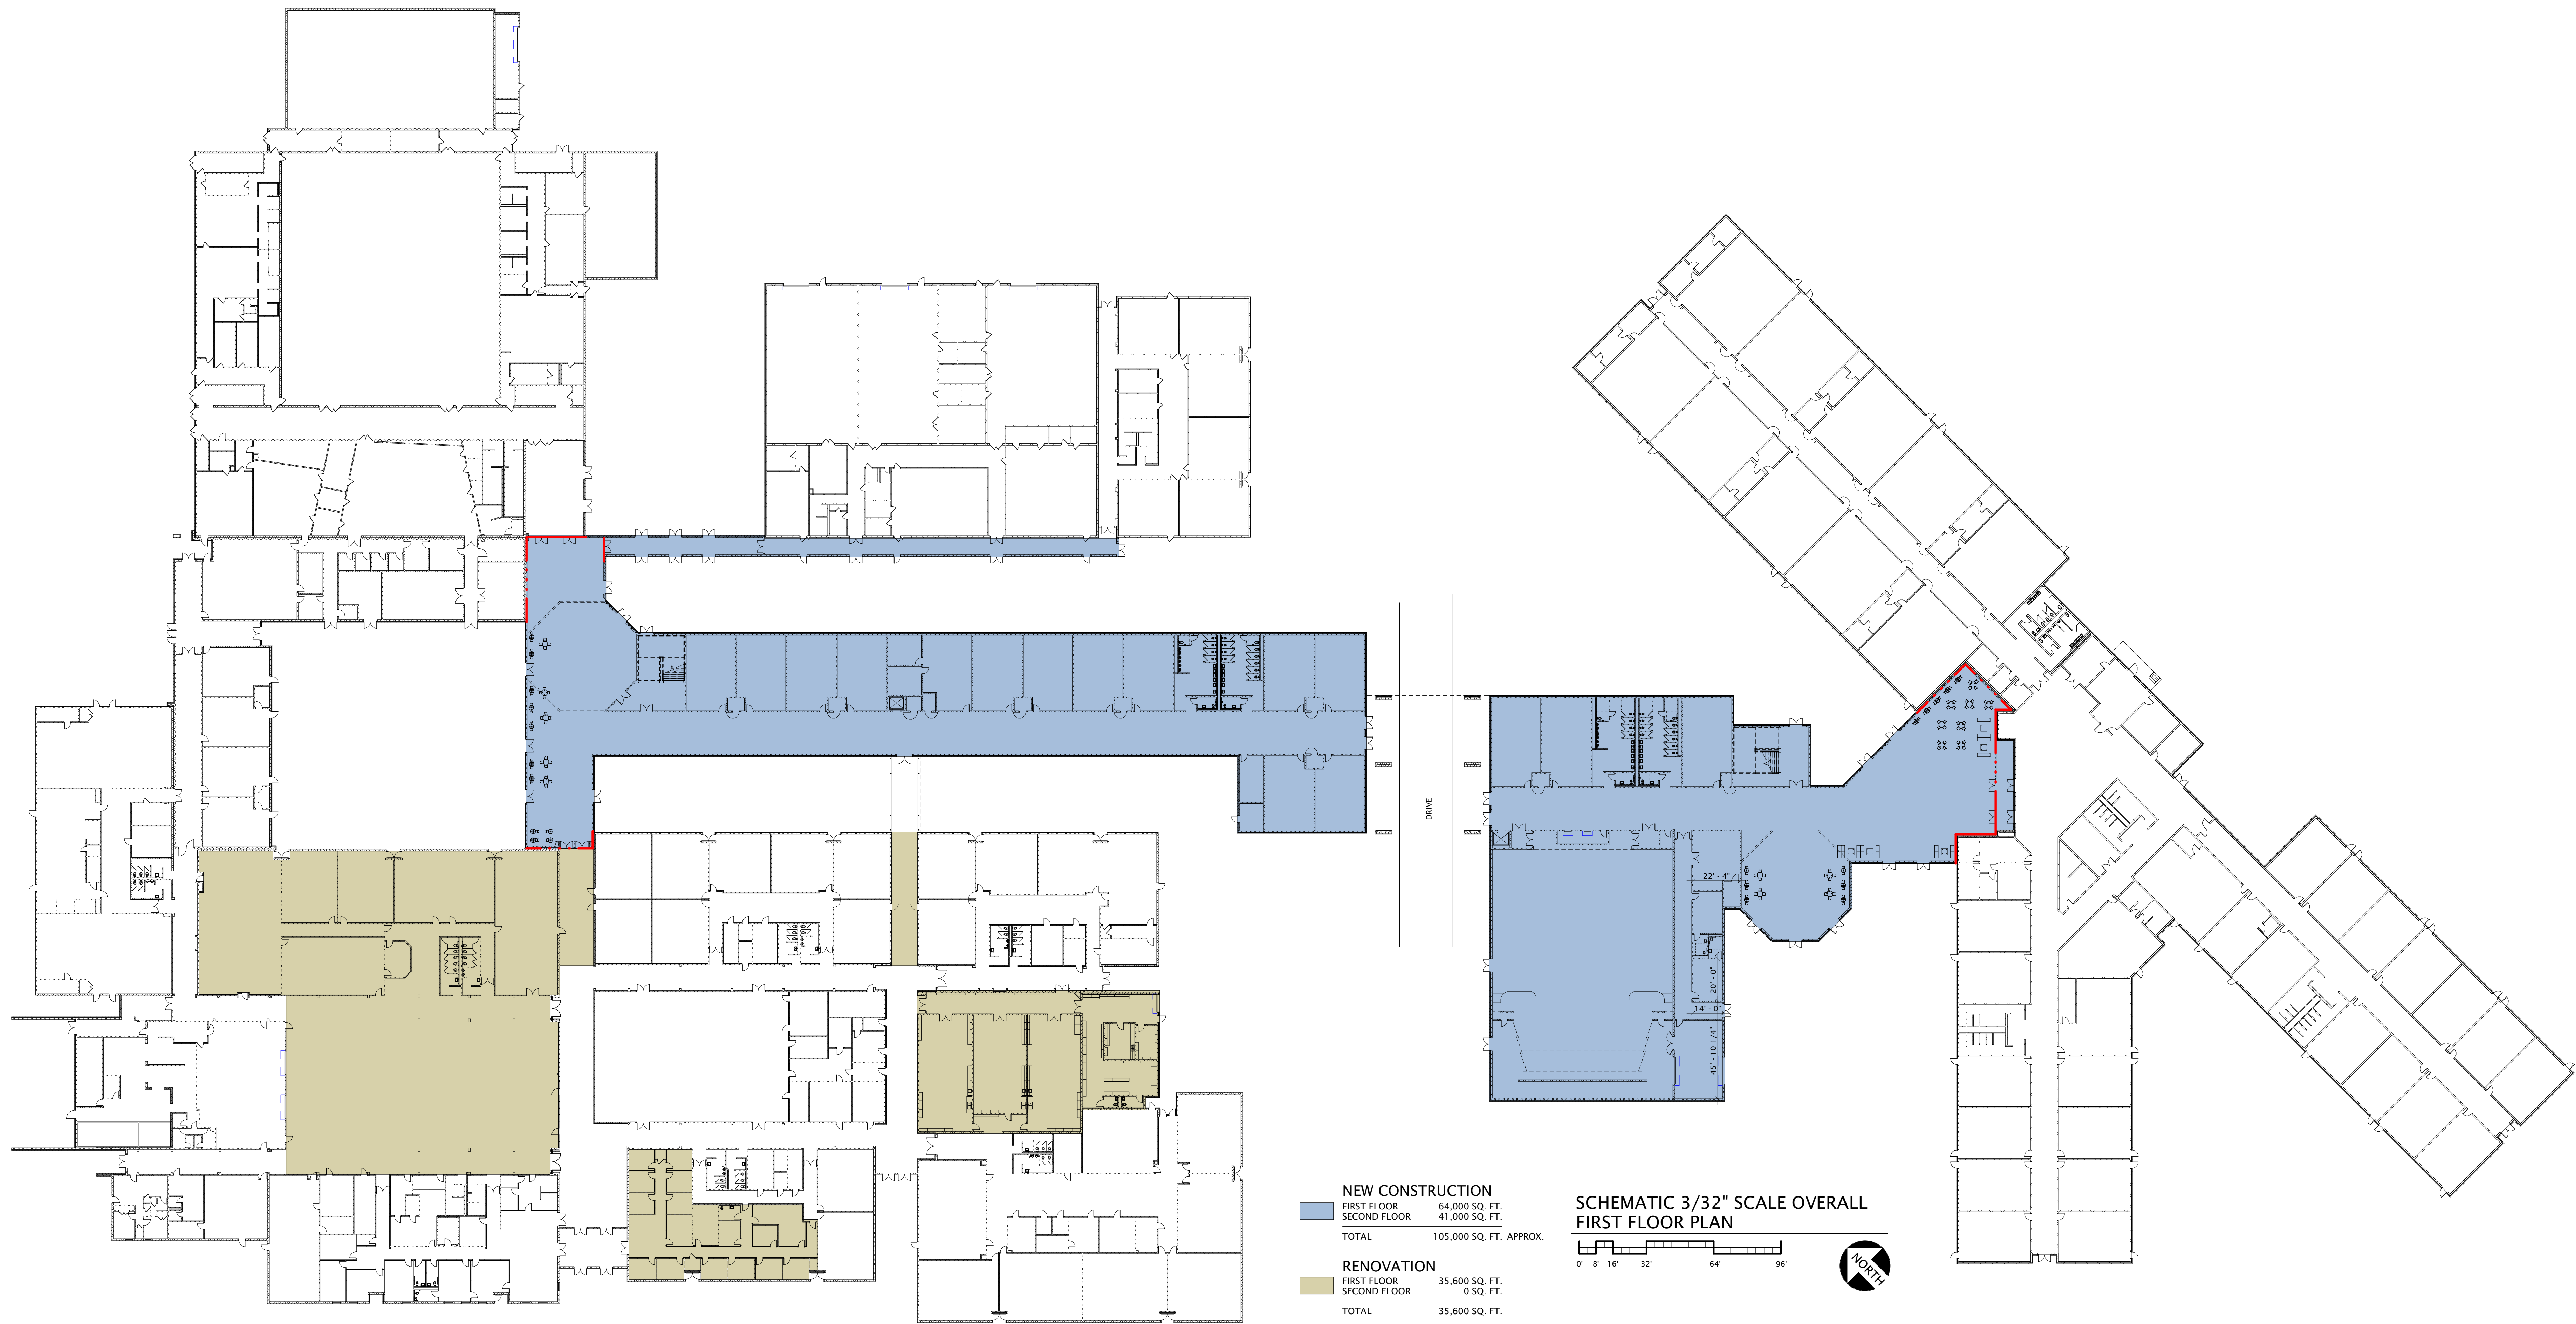 DRIVE
22' - 4"
20' - 0"
14' - 0"
45' - 10 1/4"
NEW CONSTRUCTION
FIRST FLOOR 64,000 SQ. FT.
SECOND FLOOR 41,000 SQ. FT.
TOTAL 105,000 SQ. FT. APPROX.
RENOVATION
FIRST FLOOR 35,600 SQ. FT.
SECOND FLOOR 0 SQ. FT.
TOTAL 35,600 SQ. FT.
SCHEMATIC 3/32" SCALE OVERALL
FIRST FLOOR PLAN
0' 8' 16' 32' 64' 96'
NORTH